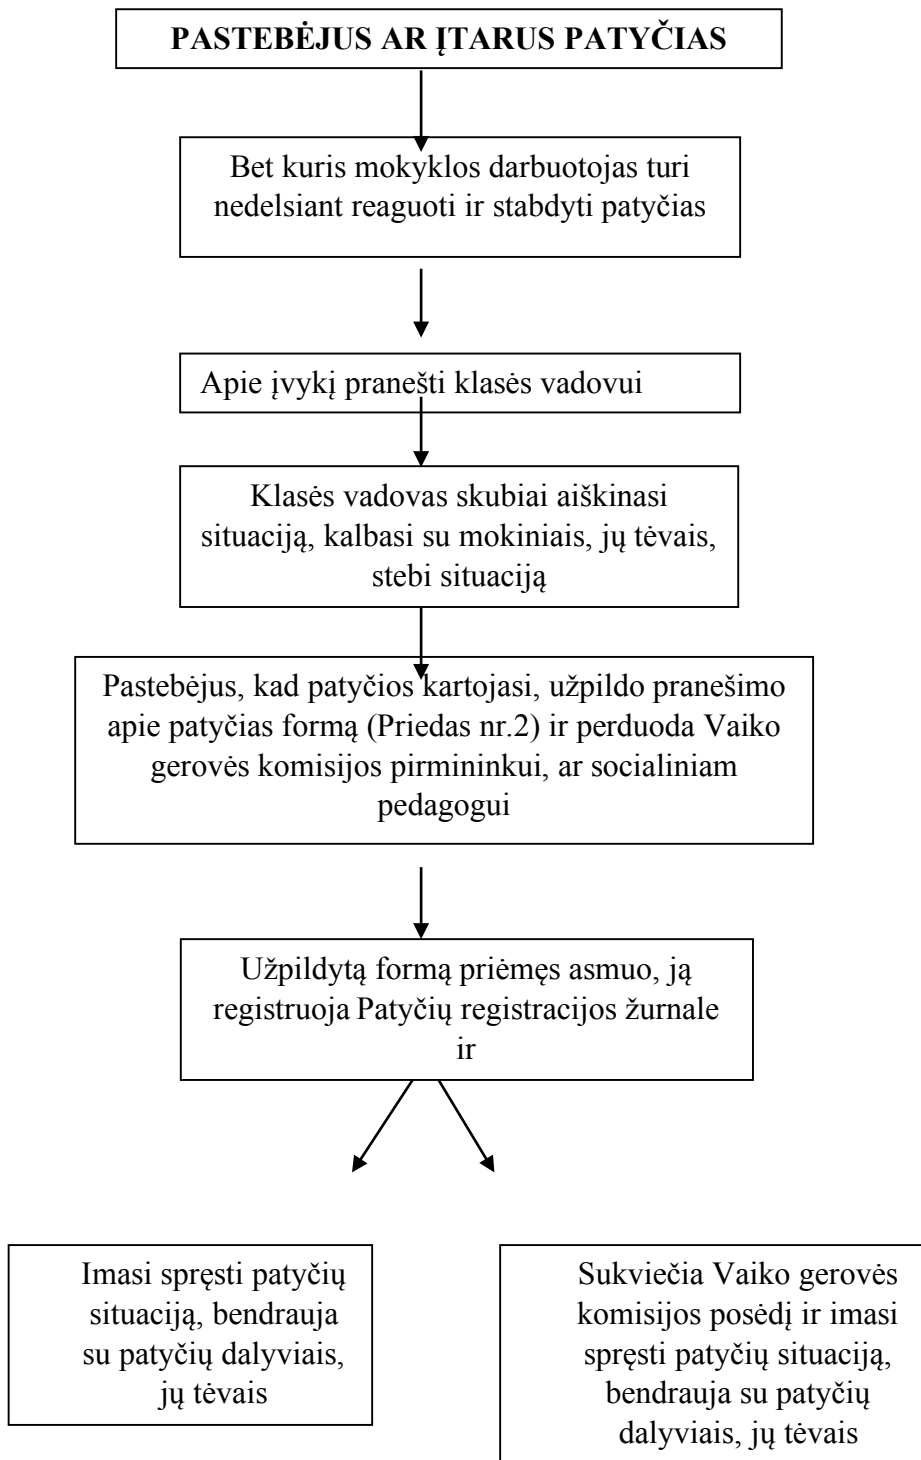 PASTEBĖJUS AR ĮTARUS PATYČIAS
Bet kuris mokyklos darbuotojas turi
nedelsiant reaguoti ir stabdyti patyčias
Apie įvykį pranešti klasės vadovui
Klasės vadovas skubiai aiškinasi
situaciją, kalbasi su mokiniais, jų tėvais,
stebi situaciją
Pastebėjus, kad patyčios kartojasi, užpildo pranešimo
apie patyčias formą (Priedas nr.2) ir perduoda Vaiko
gerovės komisijos pirmininkui, ar socialiniam
pedagogui
Užpildytą formą priėmęs asmuo, ją
registruoja Patyčių registracijos žurnale
ir
Imasi spręsti patyčių
situaciją, bendrauja
su patyčių dalyviais,
jų tėvais
Sukviečia Vaiko gerovės
komisijos posėdį ir imasi
spręsti patyčių situaciją,
bendrauja su patyčių
dalyviais, jų tėvais